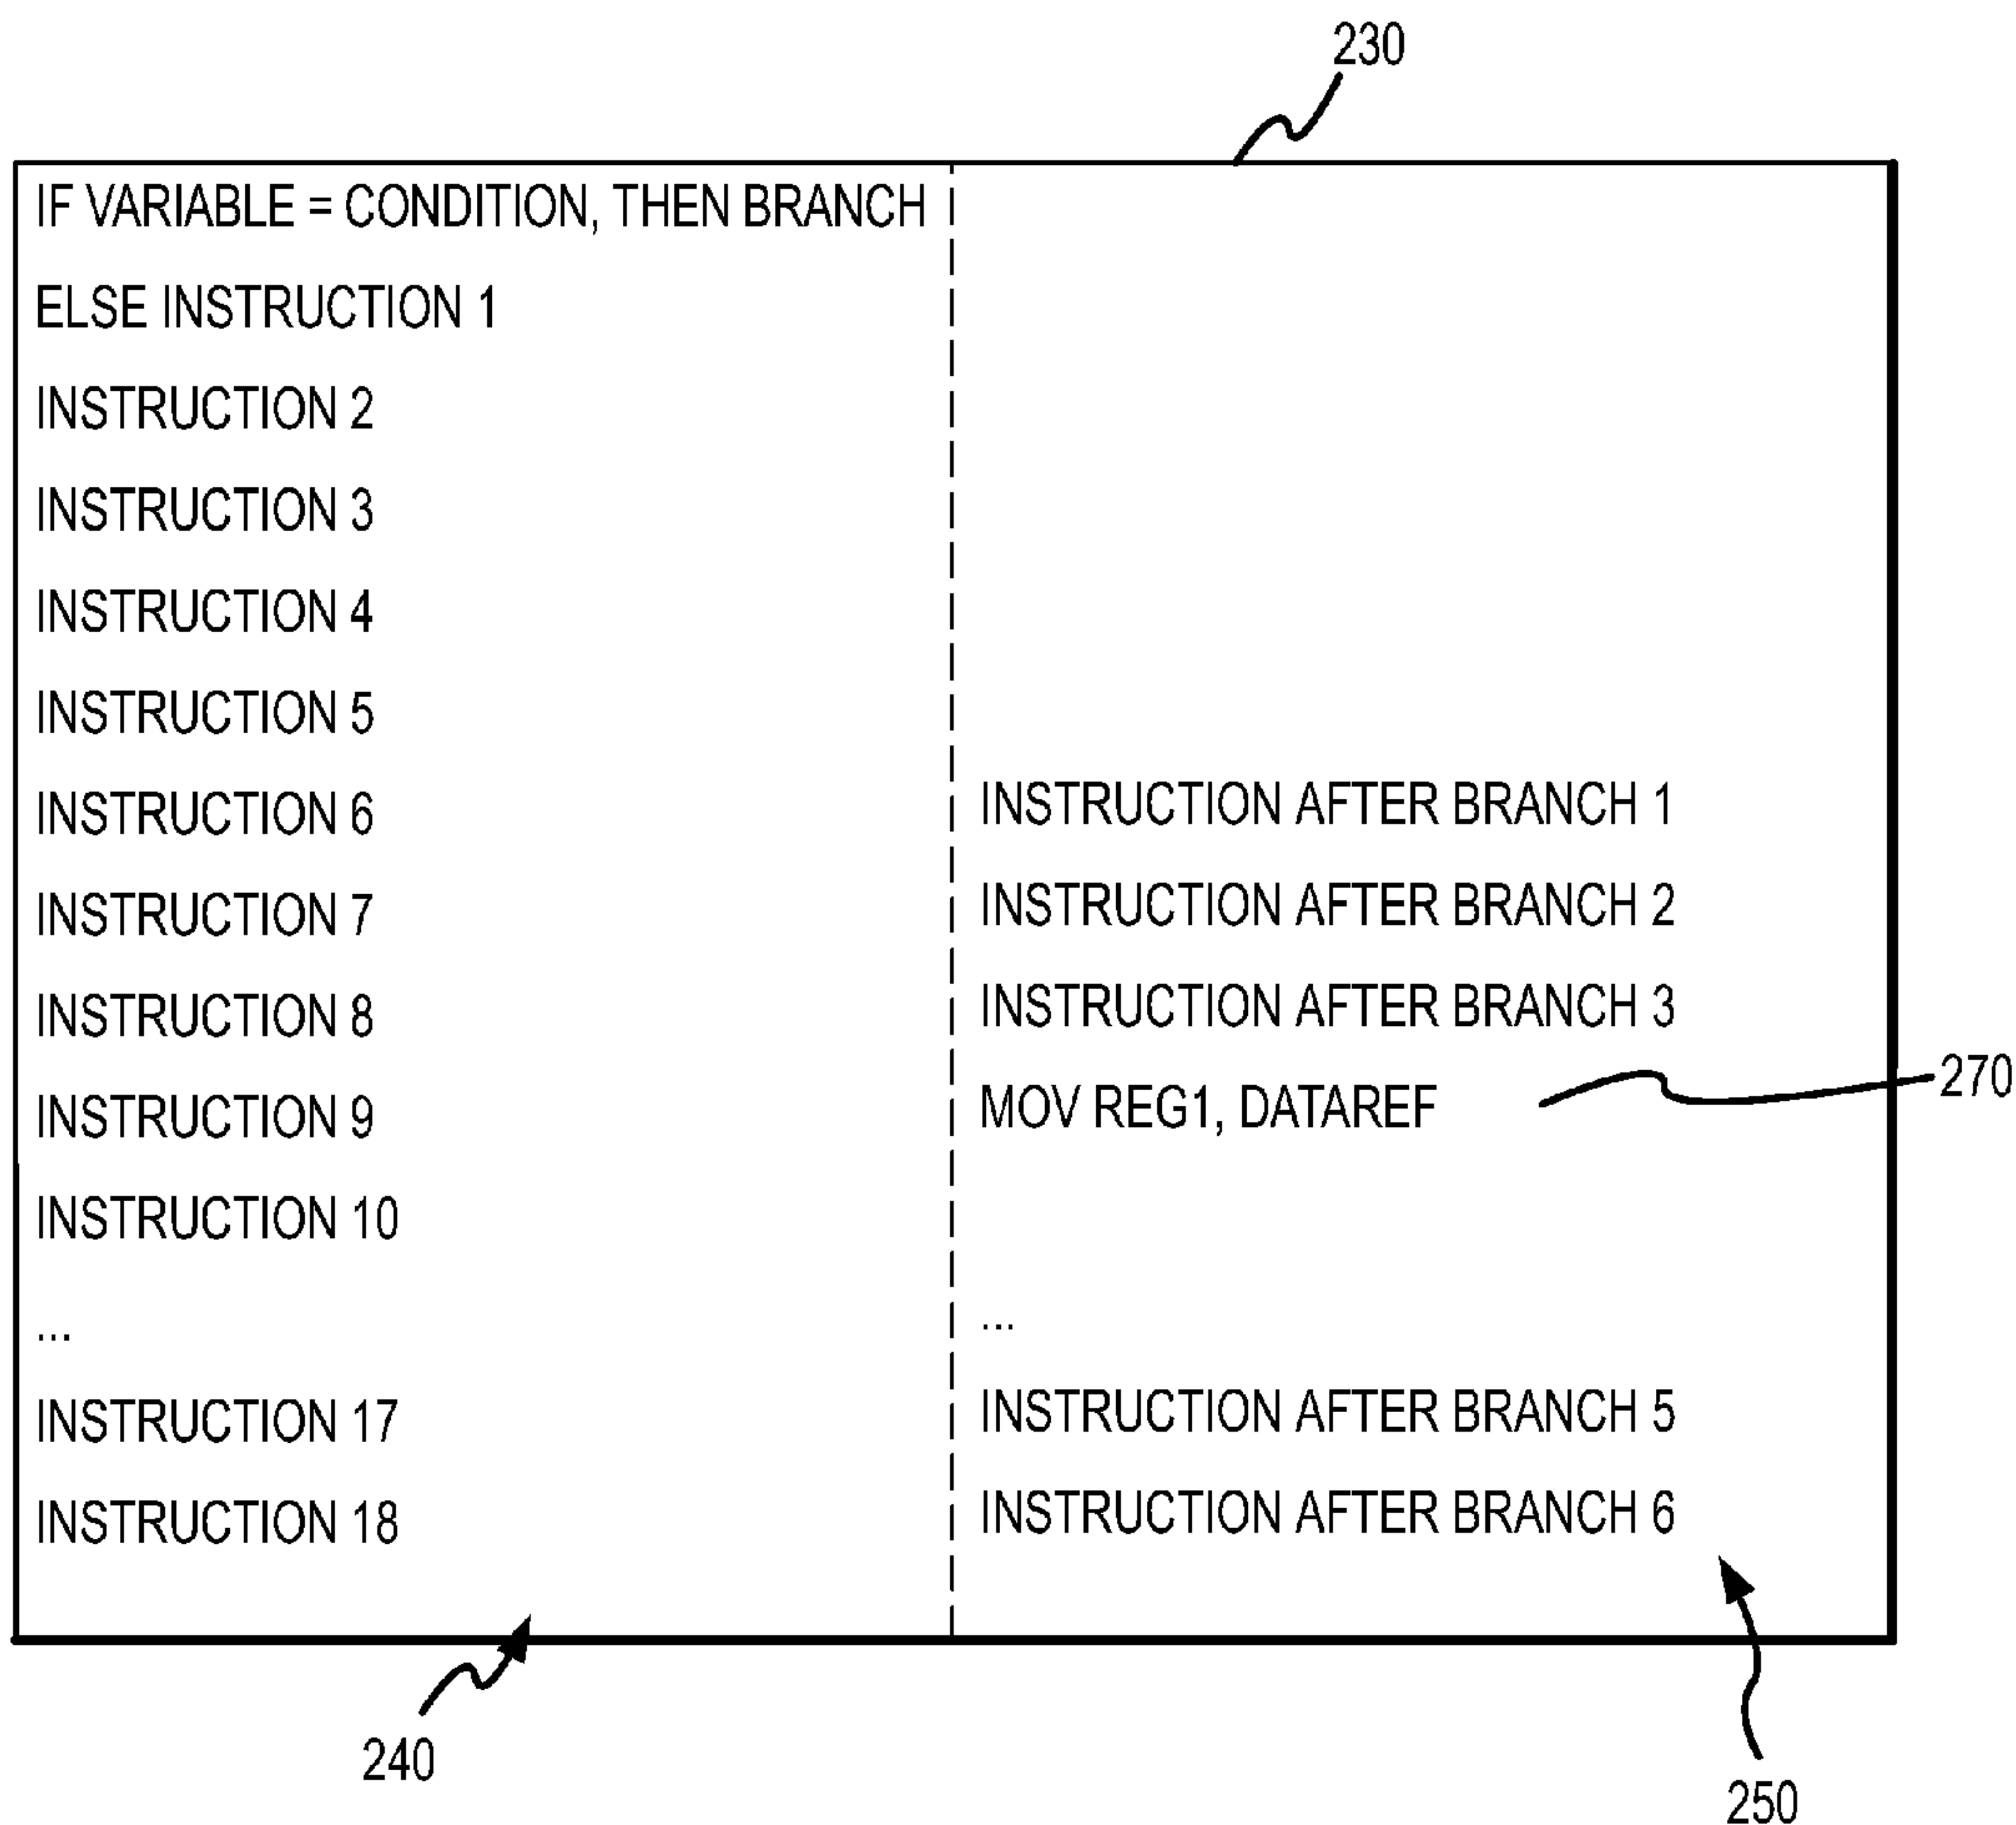 230
IF VARIABLE = CONDITION, THEN BRANCH
ELSE INSTRUCTION 1
INSTRUCTION 2
INSTRUCTION 3
INSTRUCTION 4
INSTRUCTION 5
INSTRUCTION 6
INSTRUCTION 7
INSTRUCTION 8
INSTRUCTION 9
INSTRUCTION 10
...
INSTRUCTION 17
INSTRUCTION 18
INSTRUCTION AFTER BRANCH 1
INSTRUCTION AFTER BRANCH 2
INSTRUCTION AFTER BRANCH 3
MOV REG1, DATAREF
...
INSTRUCTION AFTER BRANCH 5
INSTRUCTION AFTER BRANCH 6
270
240
250